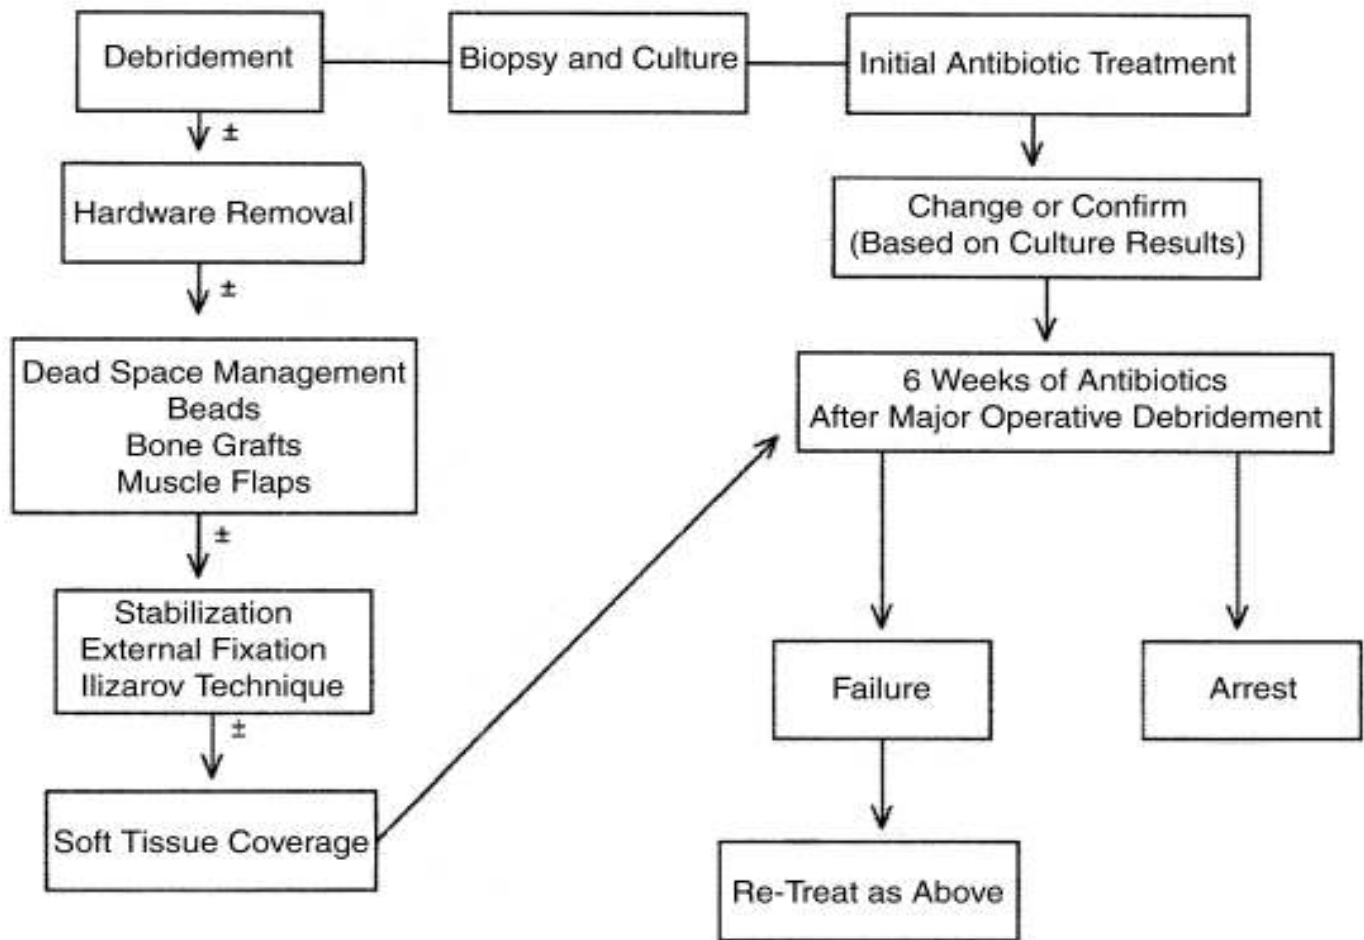 Debridement
Biopsy and Culture
Initial Antibiotic Treatment
±
Hardware Removal
Change or Confirm
(Based on Culture Results)
±
Dead Space Management
Beads
Bone Grafts
Muscle Flaps
6 Weeks of Antibiotics
After Major Operative Debridement
±
Stabilization
External Fixation
Ilizarov Technique
Failure
Arrest
±
Soft Tissue Coverage
Re-Treat as Above